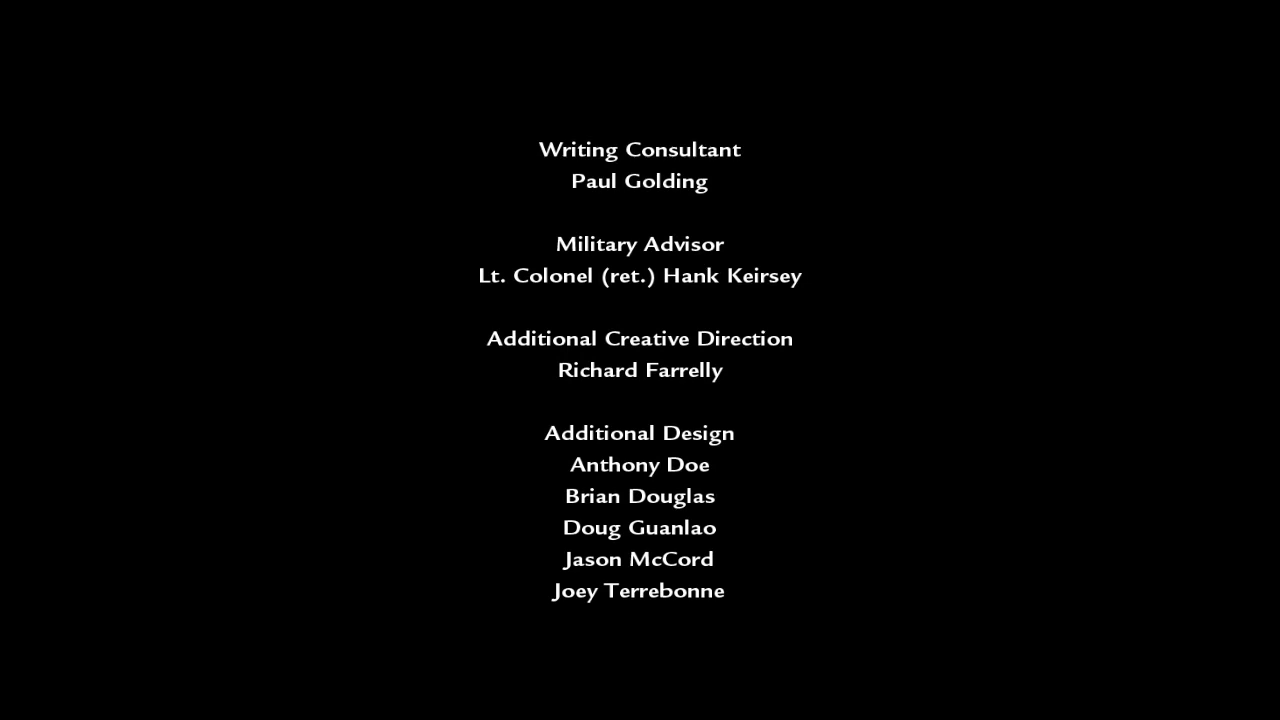 Writing Consultant
Paul Golding
Military Advisor
Lt. Colonel (ret.) Hank Keirsey
Additional Creative Direction
Richard Farrelly
Additional Design
Anthony Doe
Brian Douglas
Doug Guanlao
Jason McCord
Joey Terrebonne